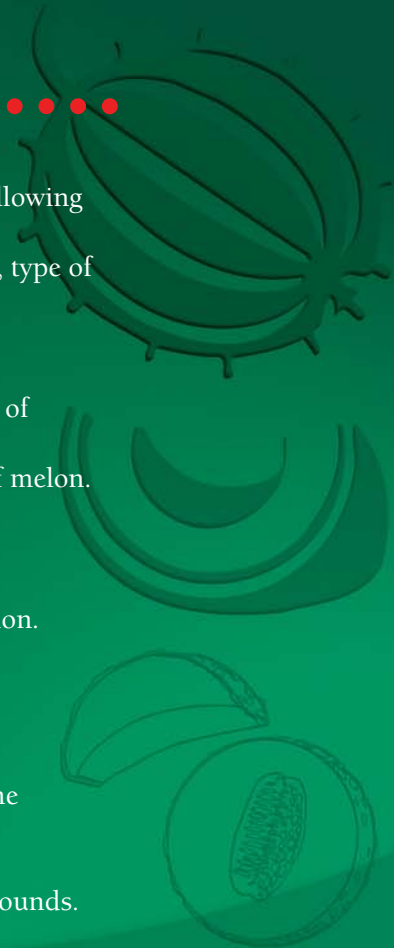 llowing
, type of
of
f melon.
on.
ne
ounds.